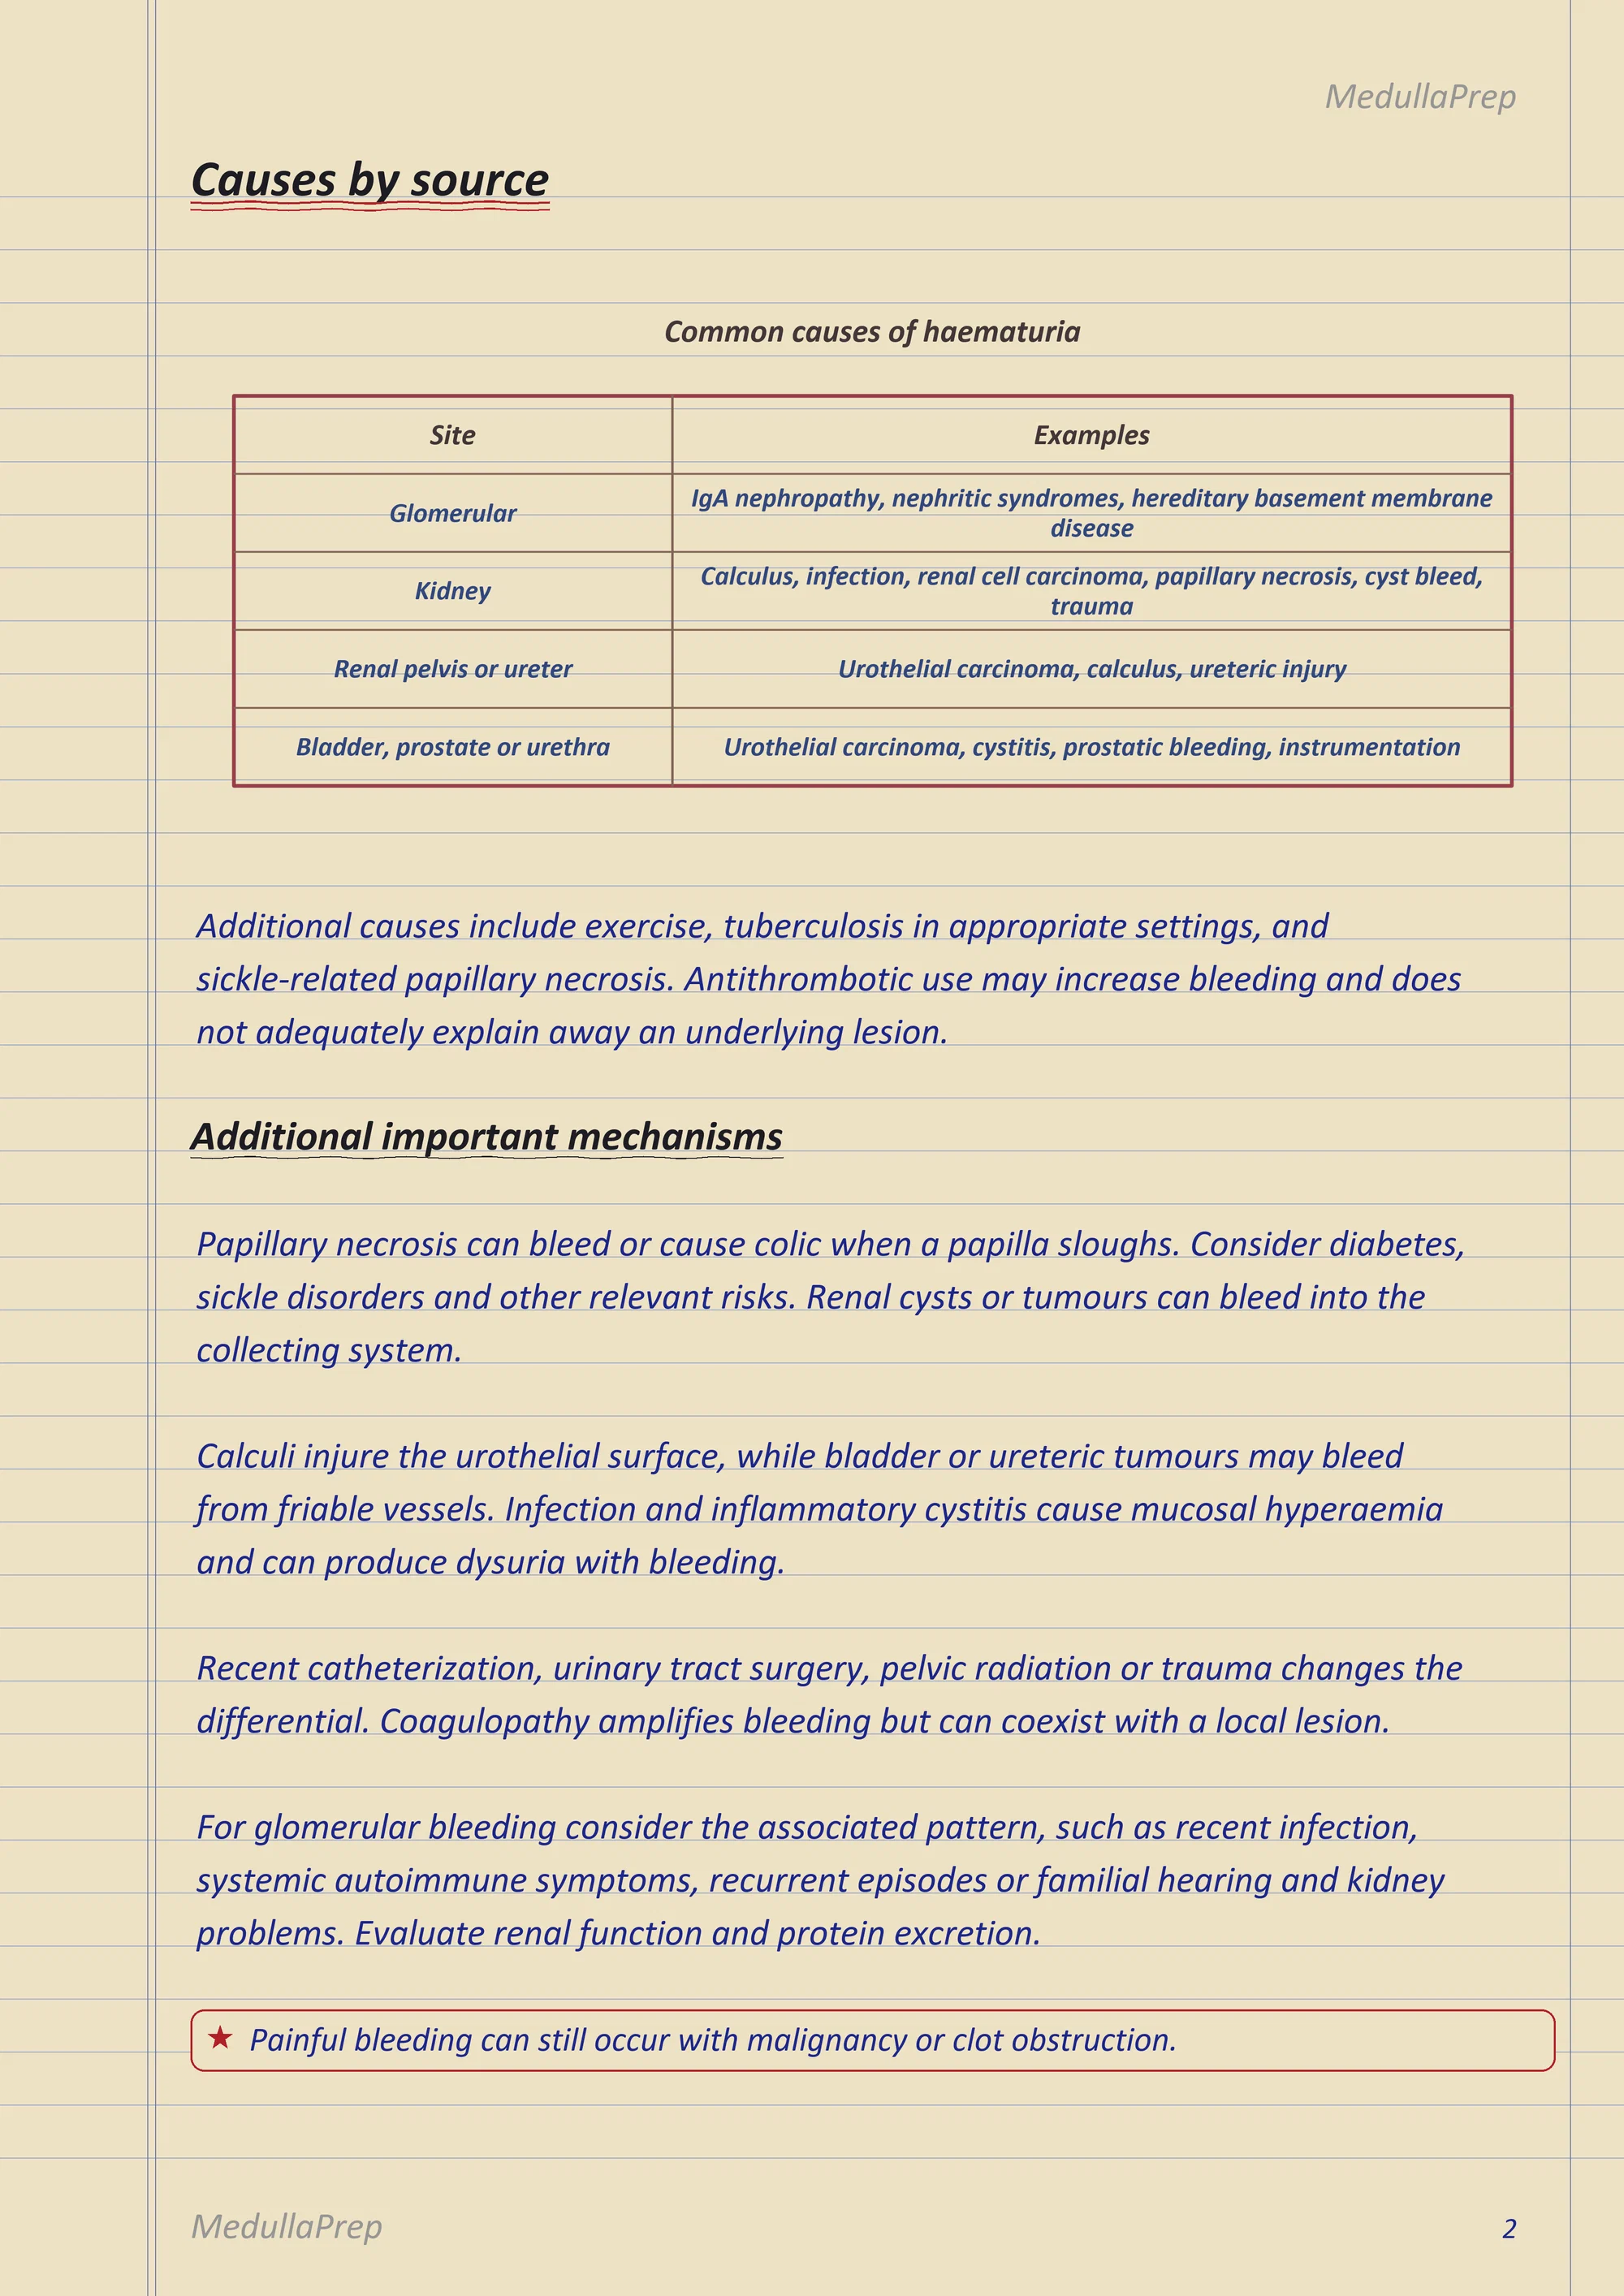 MedullaPrep
Causes by source
Common causes of haematuria
Site
Examples
Glomerular
IgA nephropathy, nephritic syndromes, hereditary basement membrane
disease
Kidney
Calculus, infection, renal cell carcinoma, papillary necrosis, cyst bleed,
trauma
Renal pelvis or ureter
Urothelial carcinoma, calculus, ureteric injury
Bladder, prostate or urethra
Urothelial carcinoma, cystitis, prostatic bleeding, instrumentation
Additional causes include exercise, tuberculosis in appropriate settings, and
sickle-related papillary necrosis. Antithrombotic use may increase bleeding and does
not adequately explain away an underlying lesion.
Additional important mechanisms
Papillary necrosis can bleed or cause colic when a papilla sloughs. Consider diabetes,
sickle disorders and other relevant risks. Renal cysts or tumours can bleed into the
collecting system.
Calculi injure the urothelial surface, while bladder or ureteric tumours may bleed
from friable vessels. Infection and inflammatory cystitis cause mucosal hyperaemia
and can produce dysuria with bleeding.
Recent catheterization, urinary tract surgery, pelvic radiation or trauma changes the
differential. Coagulopathy amplifies bleeding but can coexist with a local lesion.
For glomerular bleeding consider the associated pattern, such as recent infection,
systemic autoimmune symptoms, recurrent episodes or familial hearing and kidney
problems. Evaluate renal function and protein excretion.
★ Painful bleeding can still occur with malignancy or clot obstruction.
MedullaPrep
2